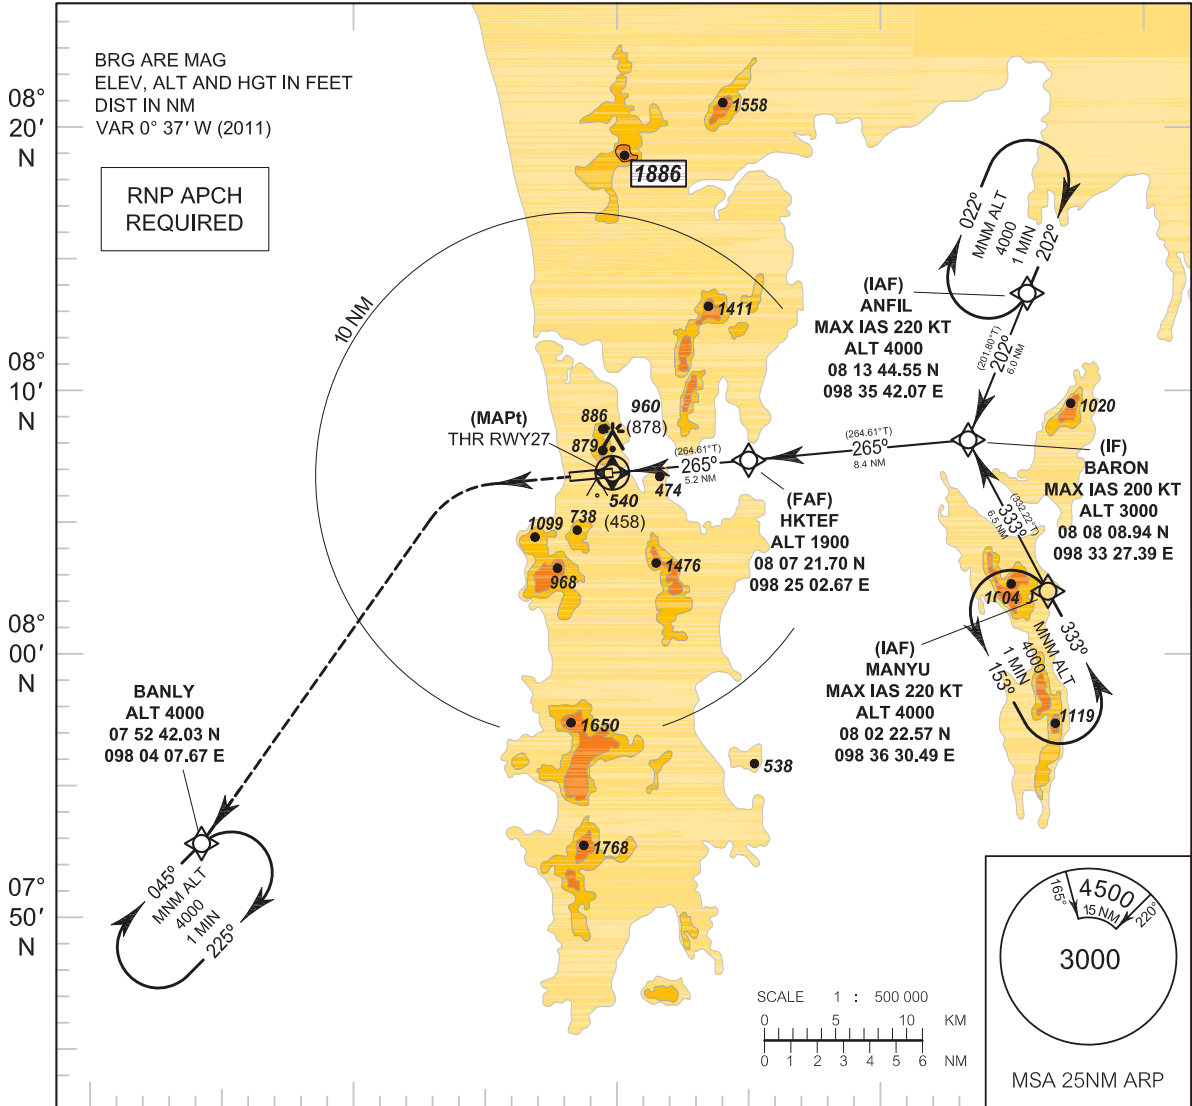 BRG ARE MAG
ELEV, ALT AND HGT IN FEET
DIST IN NM
VAR 0° 37' W (2011)
RNP APCH
REQUIRED
08°
20'
N
08°
10'
N
08°
00'
N
07°
50'
N
1558
1886
10 NM
1411
022°
MNM ALT
4000
1 MIN
202°
(IAF)
ANFIL
MAX IAS 220 KT
ALT 4000
08 13 44.55 N
098 35 42.07 E
(201.80°T)
202°
6.0 NM
1020
(MAPt)
THR RWY27
886
960
(878)
879
540
(458)
474
(264.61°T)
265°
5.2 NM
(264.61°T)
265°
8.4 NM
(FAF)
HKTEF
ALT 1900
08 07 21.70 N
098 25 02.67 E
(IF)
BARON
MAX IAS 200 KT
ALT 3000
08 08 08.94 N
098 33 27.39 E
(332.22°T)
333°
6.5 NM
1099
738
968
1476
1004
(IAF)
MANYU
MAX IAS 220 KT
ALT 4000
08 02 22.57 N
098 36 30.49 E
333°
MNM ALT
4000
1 MIN
153°
1119
BANLY
ALT 4000
07 52 42.03 N
098 04 07.67 E
1650
538
1768
045°
MNM ALT
4000
1 MIN
225°
SCALE 1 : 500 000
0 5 10 KM
0 1 2 3 4 5 6 NM
165°
4500
15 NM
220°
3000
MSA 25NM ARP